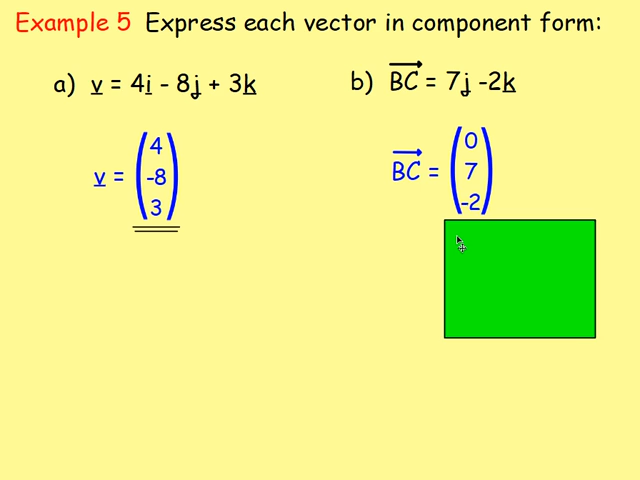 Example 5 Express each vector in component form:
a) v = 4i - 8j + 3k
b) BC = 7j -2k
v = (4 -8 3)
BC = (0 7 -2)